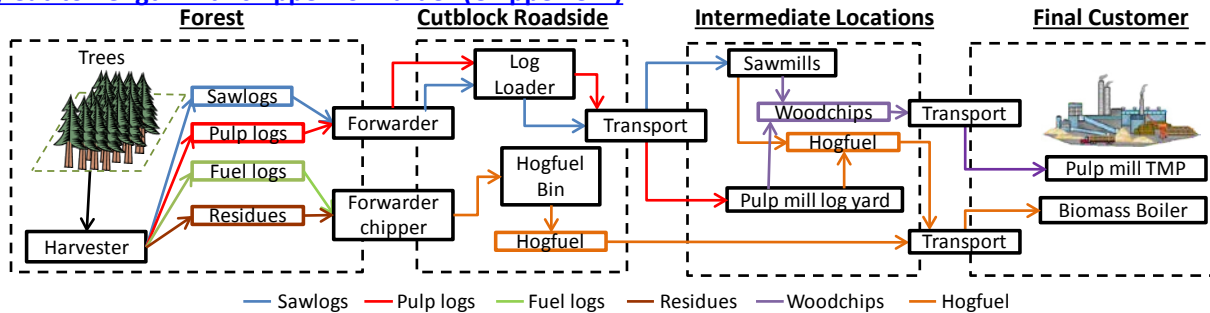 Forest
Cutblock Roadside
Intermediate Locations
Final Customer
Trees
Sawlogs
Pulp logs
Fuel logs
Residues
Harvester
Forwarder
Forwarder
chipper
Log
Loader
Hogfuel
Bin
Hogfuel
Transport
Sawmills
Woodchips
Hogfuel
Pulp mill log yard
Transport
Transport
Pulp mill TMP
Biomass Boiler
Sawlogs
Pulp logs
Fuel logs
Residues
Woodchips
Hogfuel